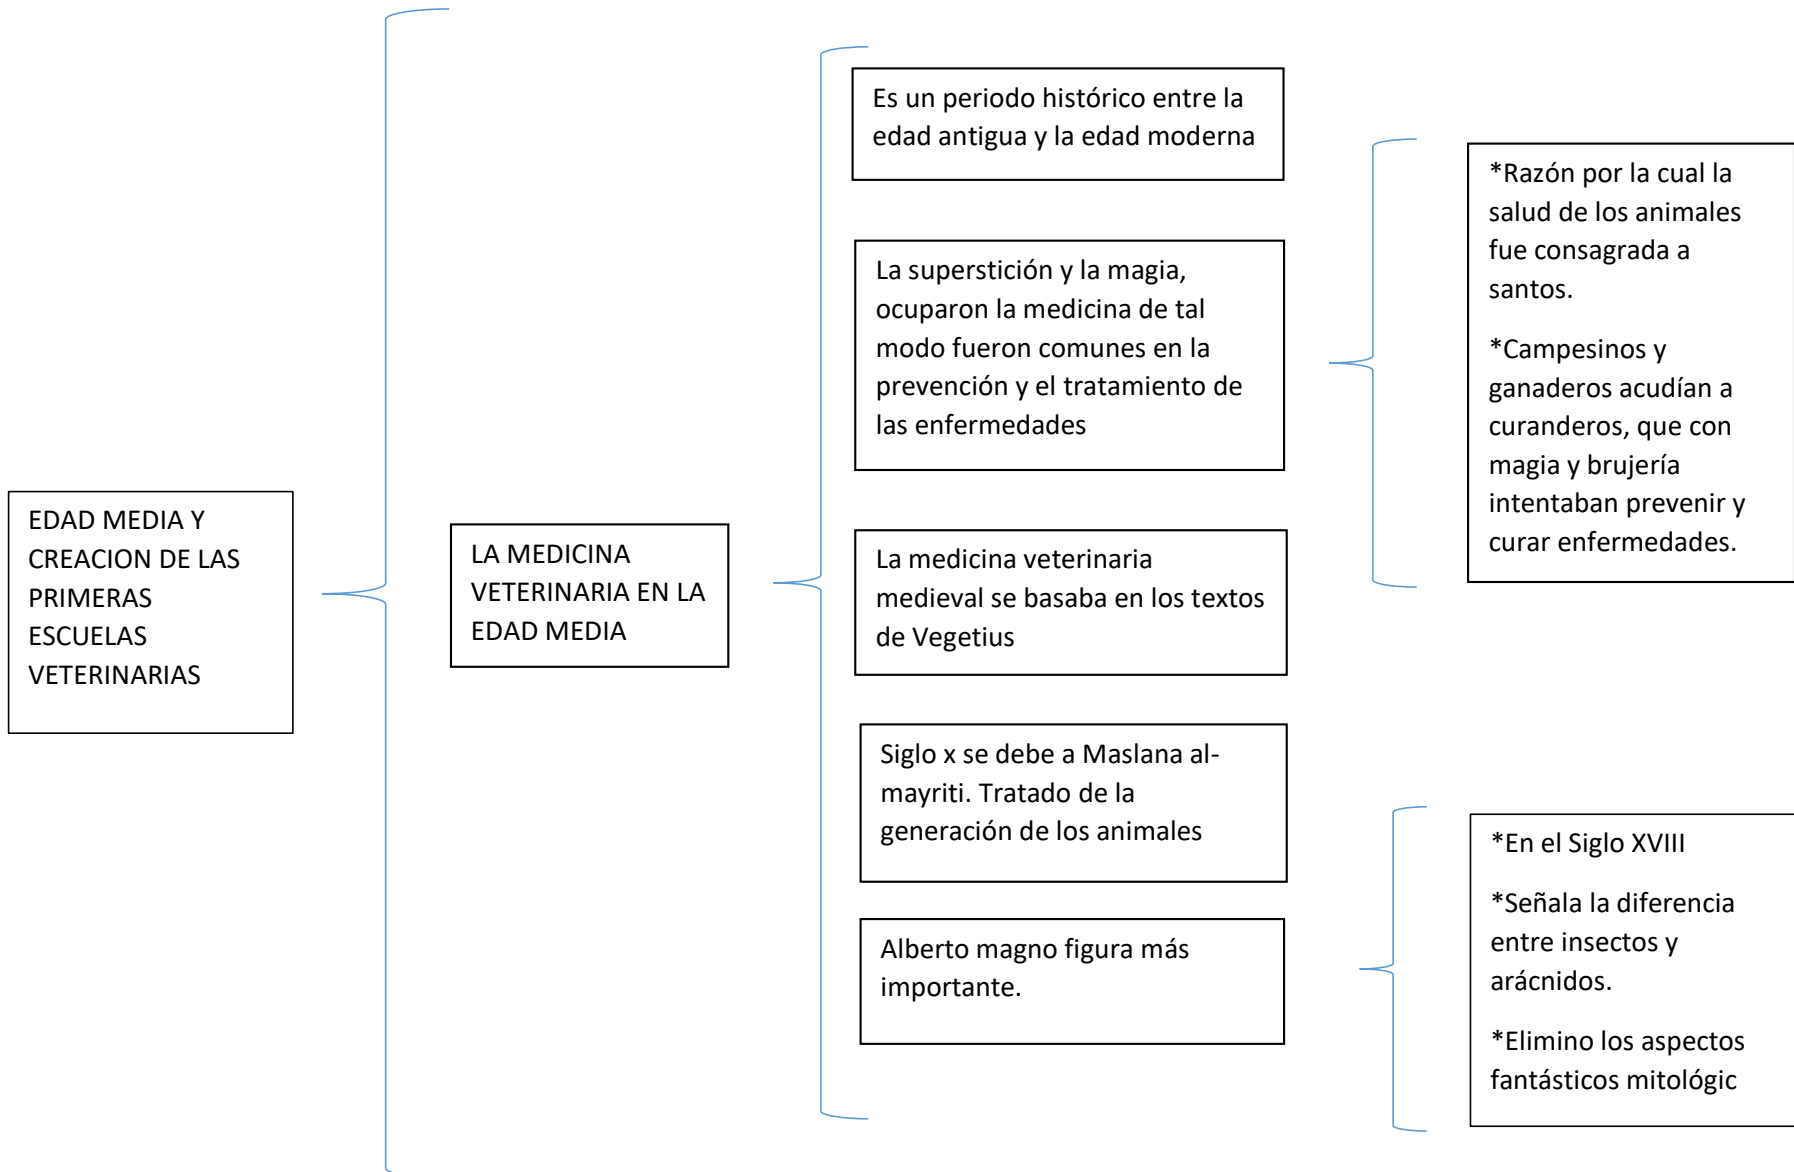 EDAD MEDIA Y
CREACION DE LAS
PRIMERAS
ESCUELAS
VETERINARIAS
LA MEDICINA
VETERINARIA EN LA
EDAD MEDIA
Es un periodo histórico entre la
edad antigua y la edad moderna
La superstición y la magia,
ocuparon la medicina de tal
modo fueron comunes en la
prevención y el tratamiento de
las enfermedades
*Razón por la cual la
salud de los animales
fue consagrada a
santos.
*Campesinos y
ganaderos acudían a
curanderos, que con
magia y brujería
intentaban prevenir y
curar enfermedades.
La medicina veterinaria
medieval se basaba en los textos
de Vegetius
Siglo x se debe a Maslana al-
mayriti. Tratado de la
generación de los animales
Alberto magno figura más
importante.
*En el Siglo XVIII
*Señala la diferencia
entre insectos y
arácnidos.
*Elimino los aspectos
fantásticos mitológic